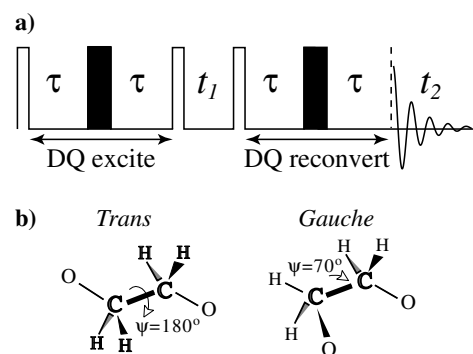 a)
τ τ t1 τ τ t2
DQ excite DQ reconvert
b) Trans Gauche
H H
O C C O
H H ψ=180°
H H
ψ=70°
H C C
H O
O